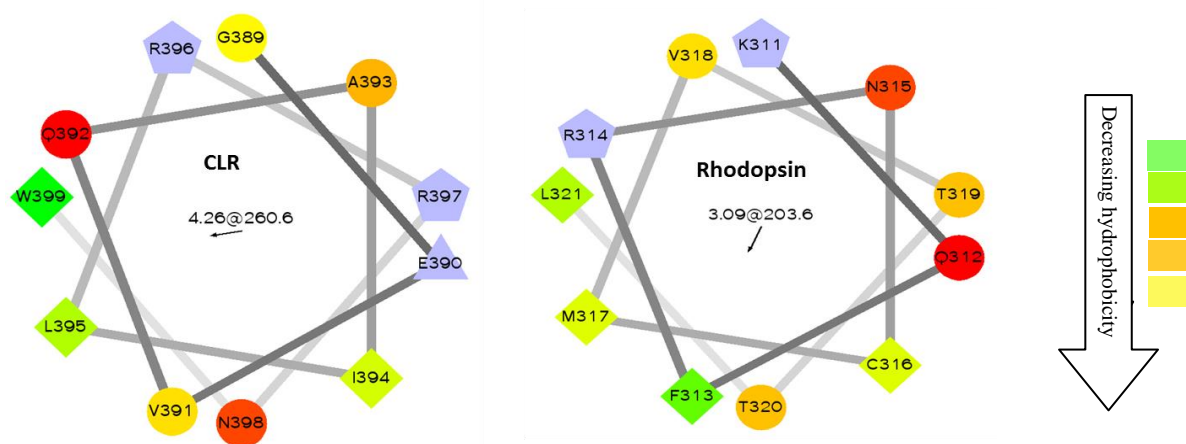 G389
R396
A393
Q392
CLR
W399
R397
4.26@260.6
E390
L395
I394
V391
N398
K311
V318
N315
R314
Rhodopsin
L321
T319
3.09@203.6
Q312
M317
C316
F313
T320
Decreasing hydrophobicity